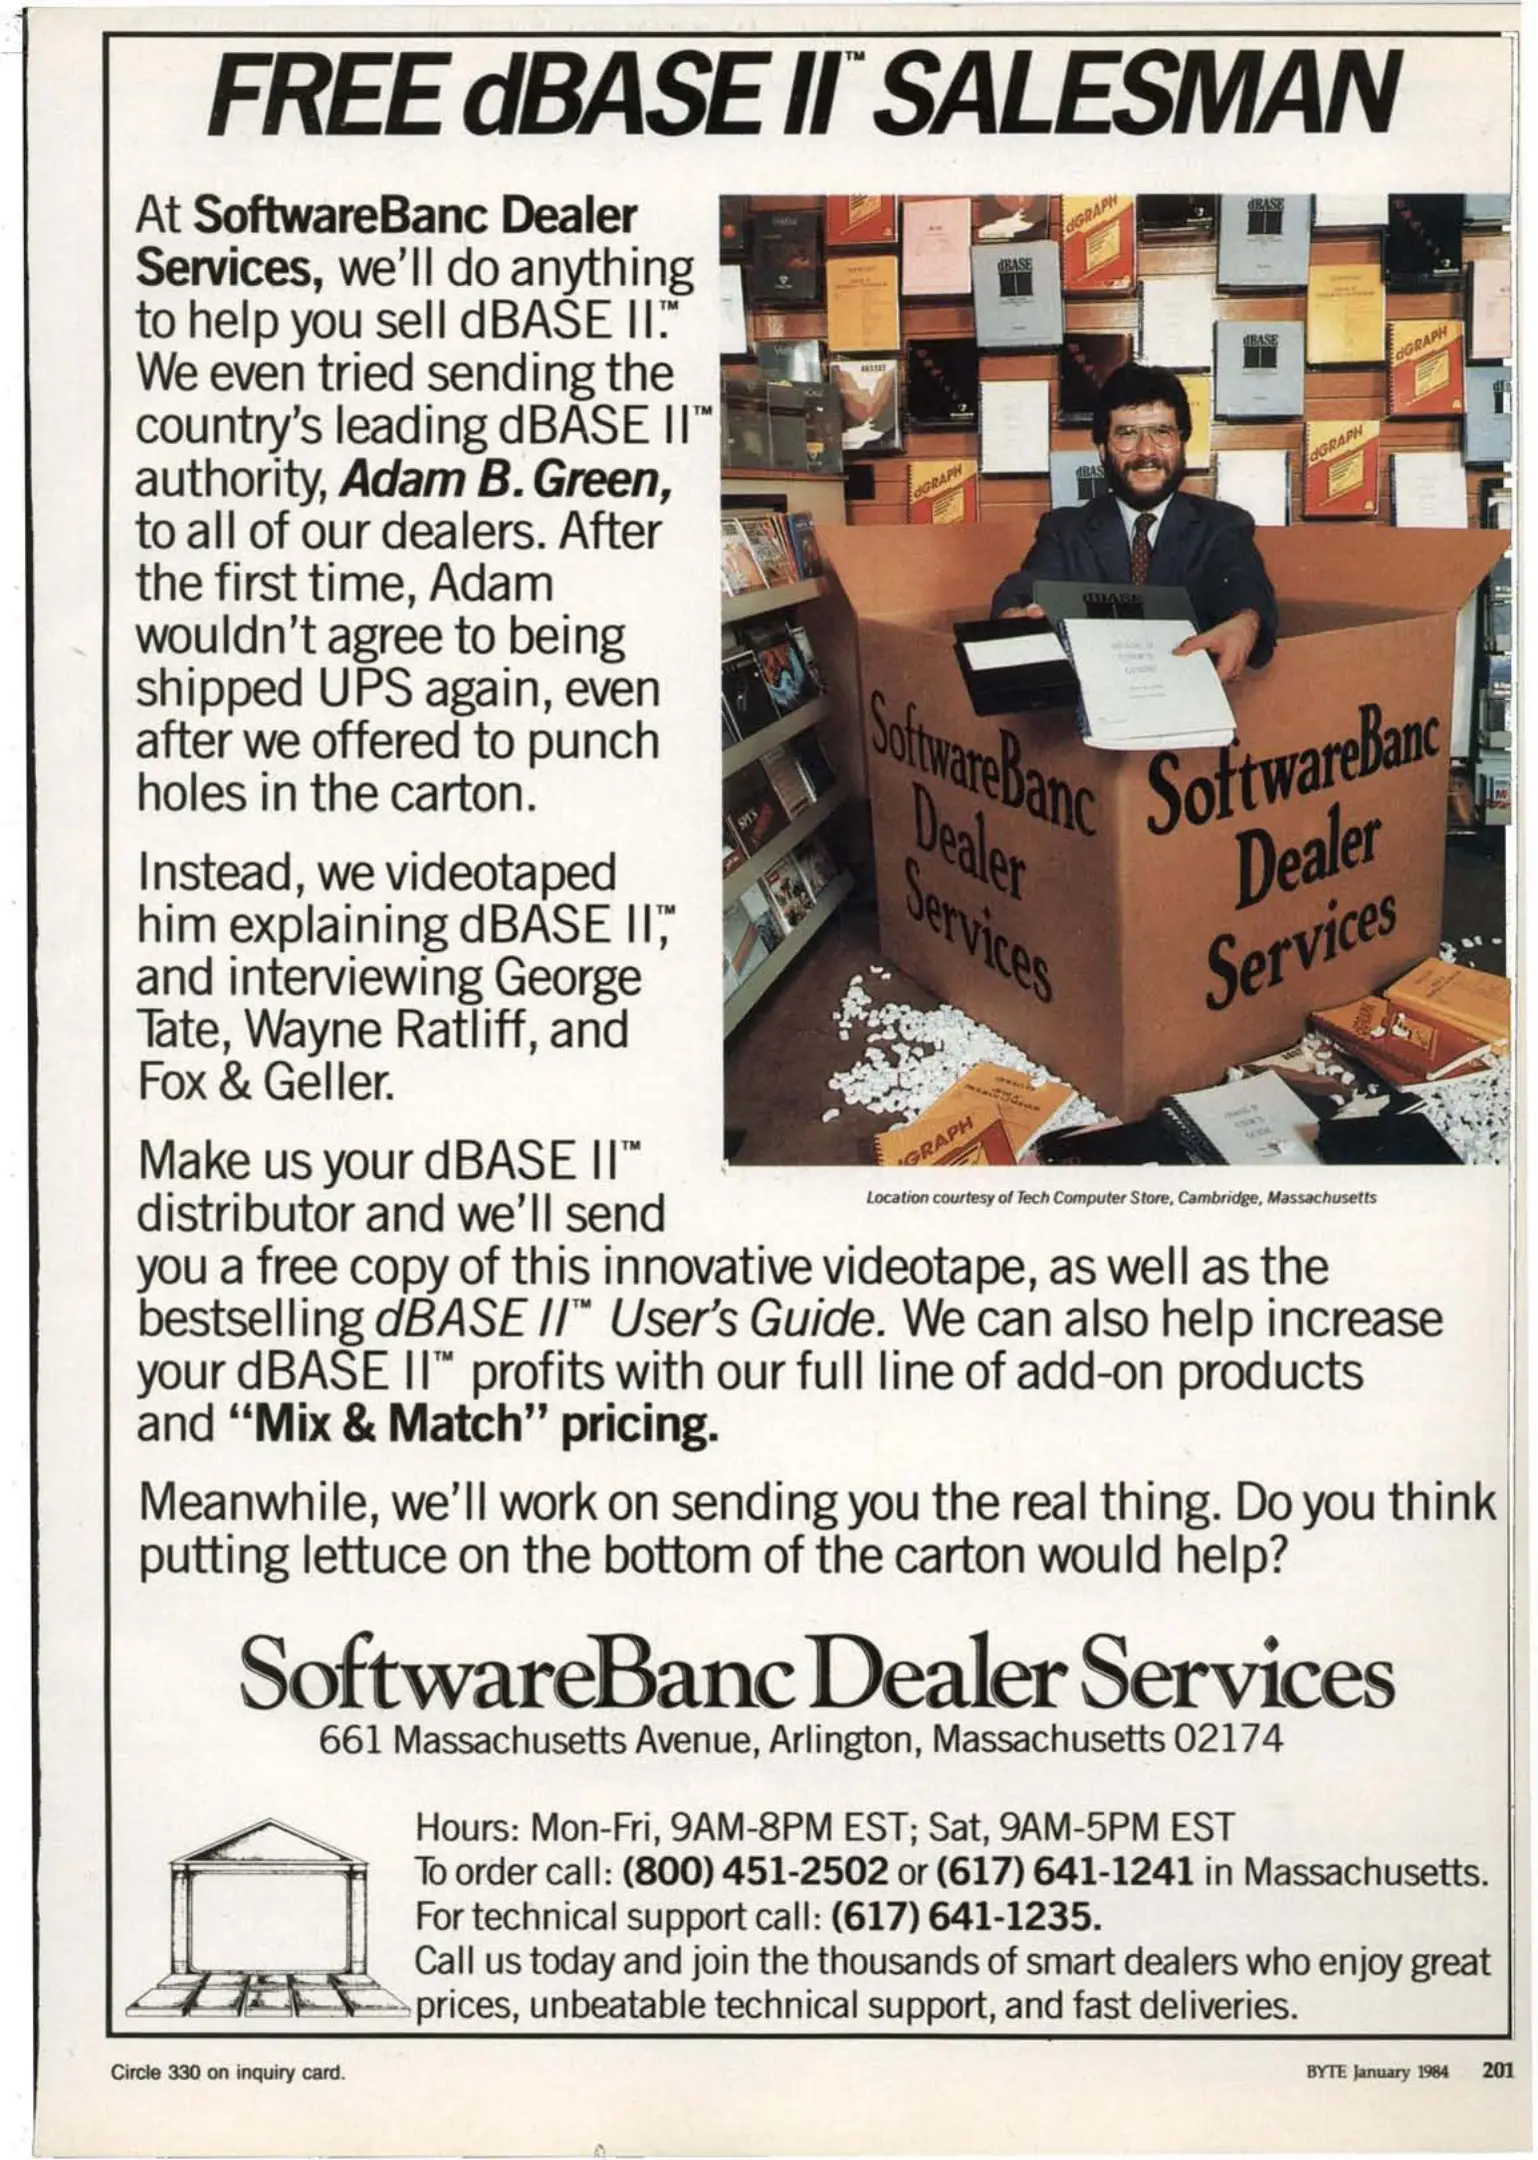 FREE dBASE II™ SALESMAN
At SoftwareBanc Dealer
Services, we'll do anything
to help you sell dBASE II.™
We even tried sending the
country's leading dBASE II™
authority, Adam B. Green,
to all of our dealers. After
the first time, Adam
wouldn't agree to being
shipped UPS again, even
after we offered to punch
holes in the carton.
Instead, we videotaped
him explaining dBASE II,™
and interviewing George
Tate, Wayne Ratliff, and
Fox & Geller.
Make us your dBASE II™
distributor and we'll send
you a free copy of this innovative videotape, as well as the
bestselling dBASE II™ User's Guide. We can also help increase
your dBASE II™ profits with our full line of add-on products
and “Mix & Match” pricing.
Meanwhile, we'll work on sending you the real thing. Do you think
putting lettuce on the bottom of the carton would help?
dGRAPH
dBASE
II
dBASE
II
dBASE
II
dGRAPH
dGRAPH
dGRAPH
dBASE
SoftwareBanc
Dealer
Services
SoftwareBanc
Dealer
Services
dGRAPH
Location courtesy of Tech Computer Store, Cambridge, Massachusetts
SoftwareBanc Dealer Services
661 Massachusetts Avenue, Arlington, Massachusetts 02174
Hours: Mon-Fri, 9AM-8PM EST; Sat, 9AM-5PM EST
To order call: (800) 451-2502 or (617) 641-1241 in Massachusetts.
For technical support call: (617) 641-1235.
Call us today and join the thousands of smart dealers who enjoy great
prices, unbeatable technical support, and fast deliveries.
Circle 330 on inquiry card.
BYTE January 1984 201